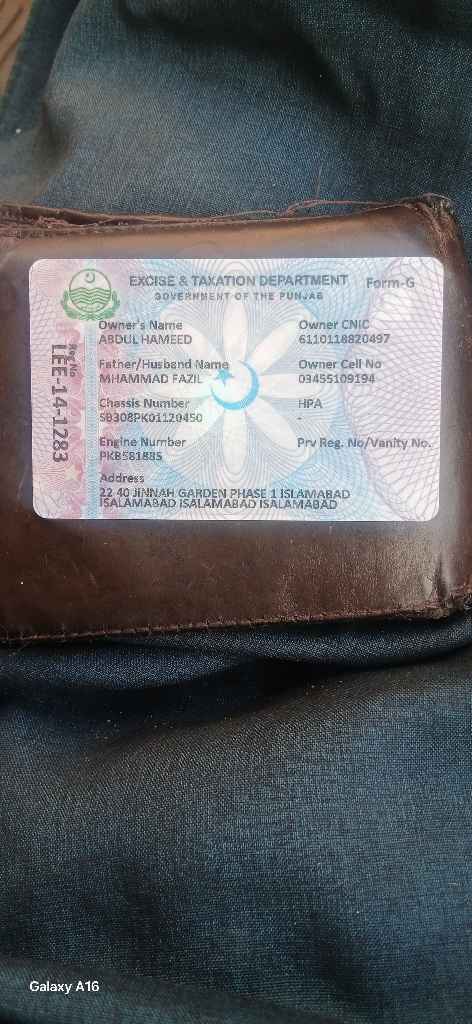 EXCISE & TAXATION DEPARTMENT Form-G
GOVERNMENT OF THE PUNJAB
Reg No
LEE-14-1283
Owner's Name
ABDUL HAMEED
Owner CNIC
6110118820497
Father/Husband Name
MHAMMAD FAZIL
Owner Cell No
03455109194
Chassis Number
SB308PK01120450
HPA
-
Engine Number
PKB581885
Prv Reg. No/Vanity No.
Address
22 40 JINNAH GARDEN PHASE 1 ISLAMABAD
ISALAMABAD ISALAMABAD ISALAMABAD
Galaxy A16